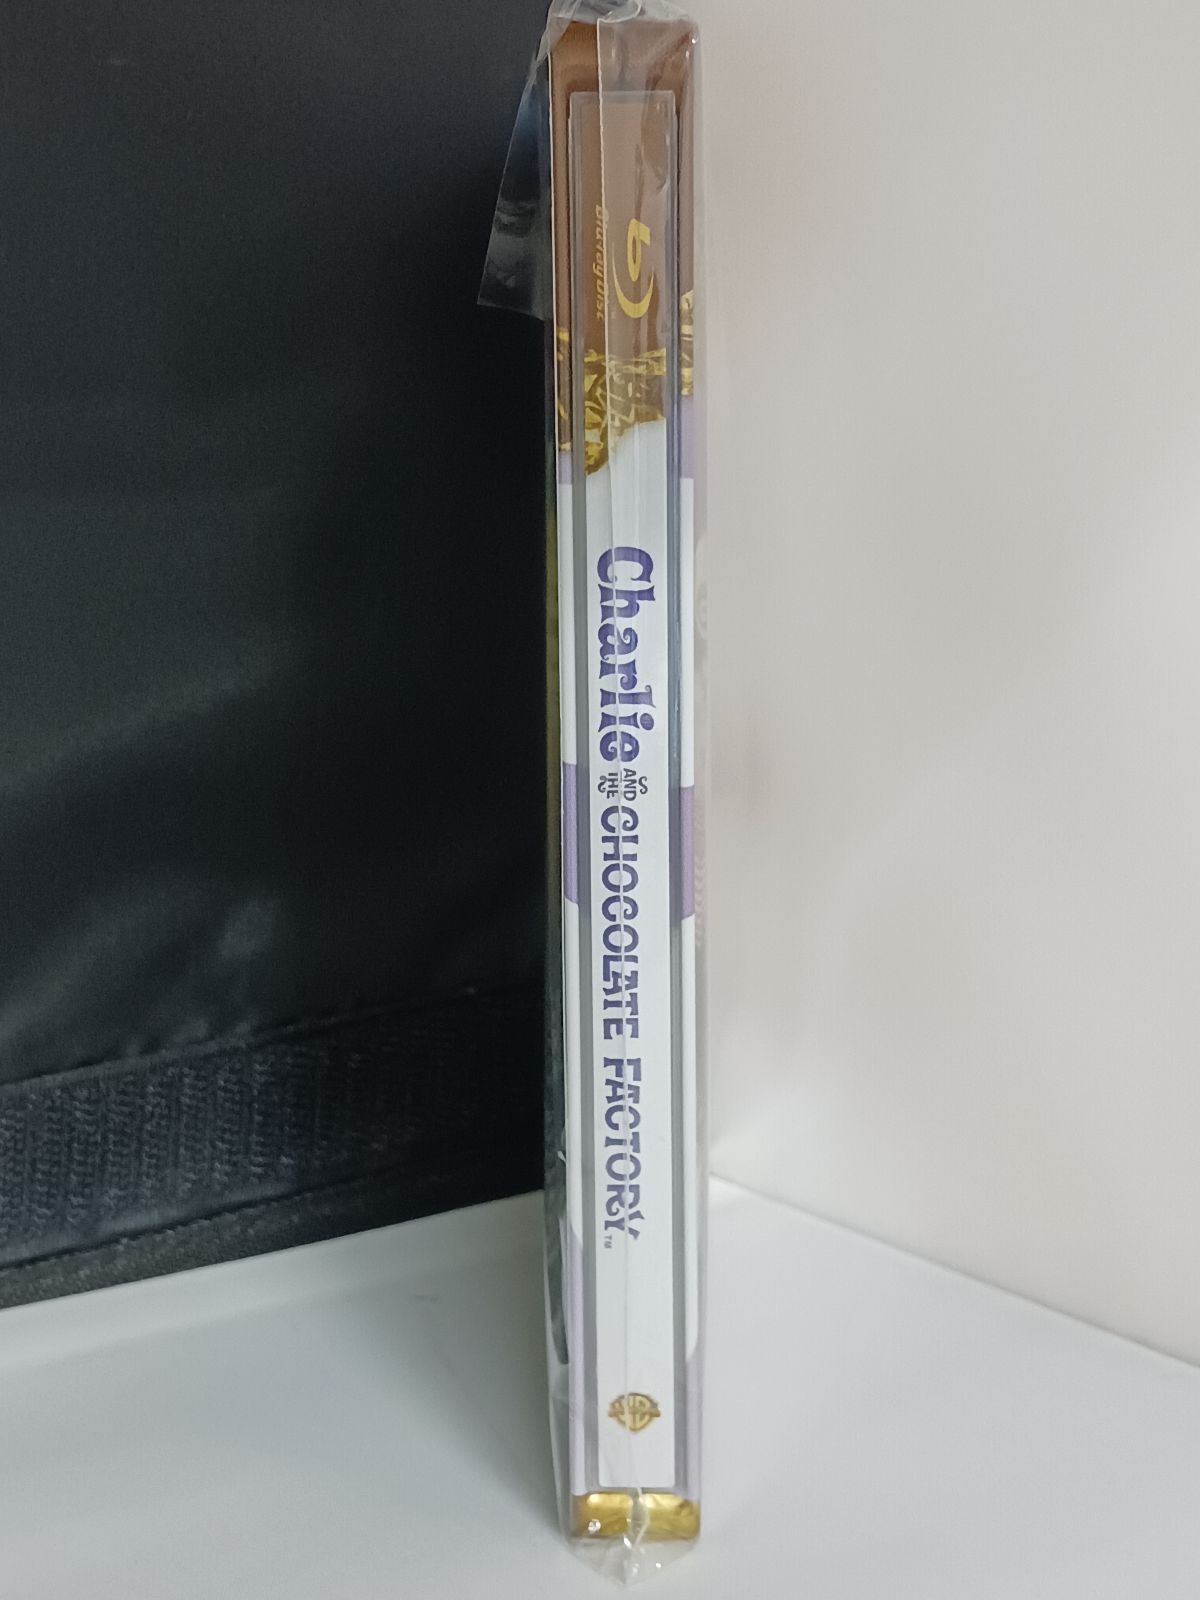 Blu-ray Disc
Charlie
AND
THE
CHOCOLATE FACTORY™